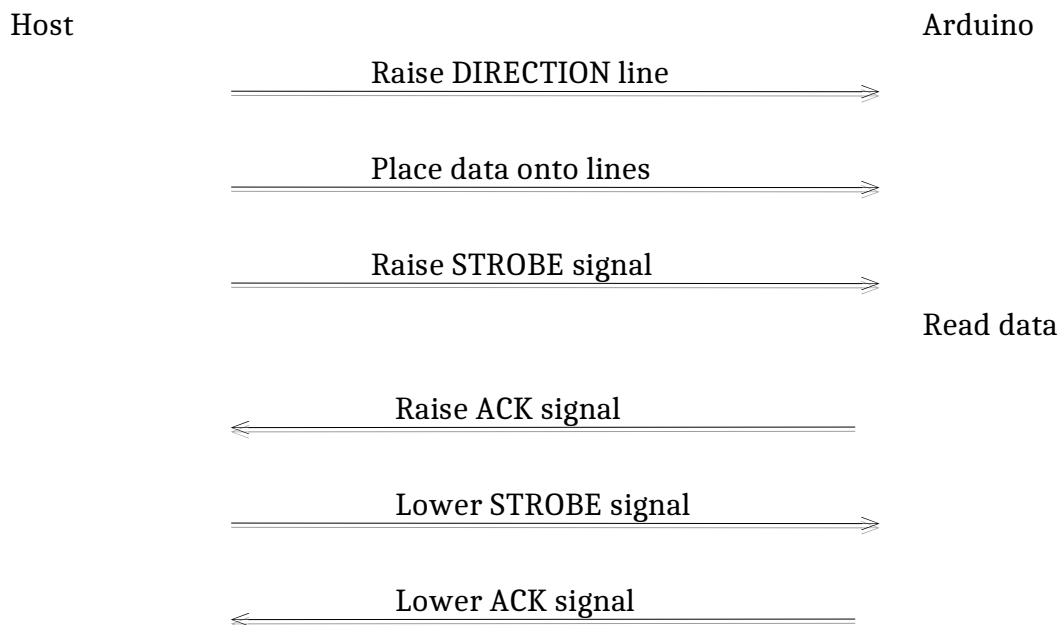 Host
Arduino
Raise DIRECTION line
Place data onto lines
Raise STROBE signal
Read data
Raise ACK signal
Lower STROBE signal
Lower ACK signal